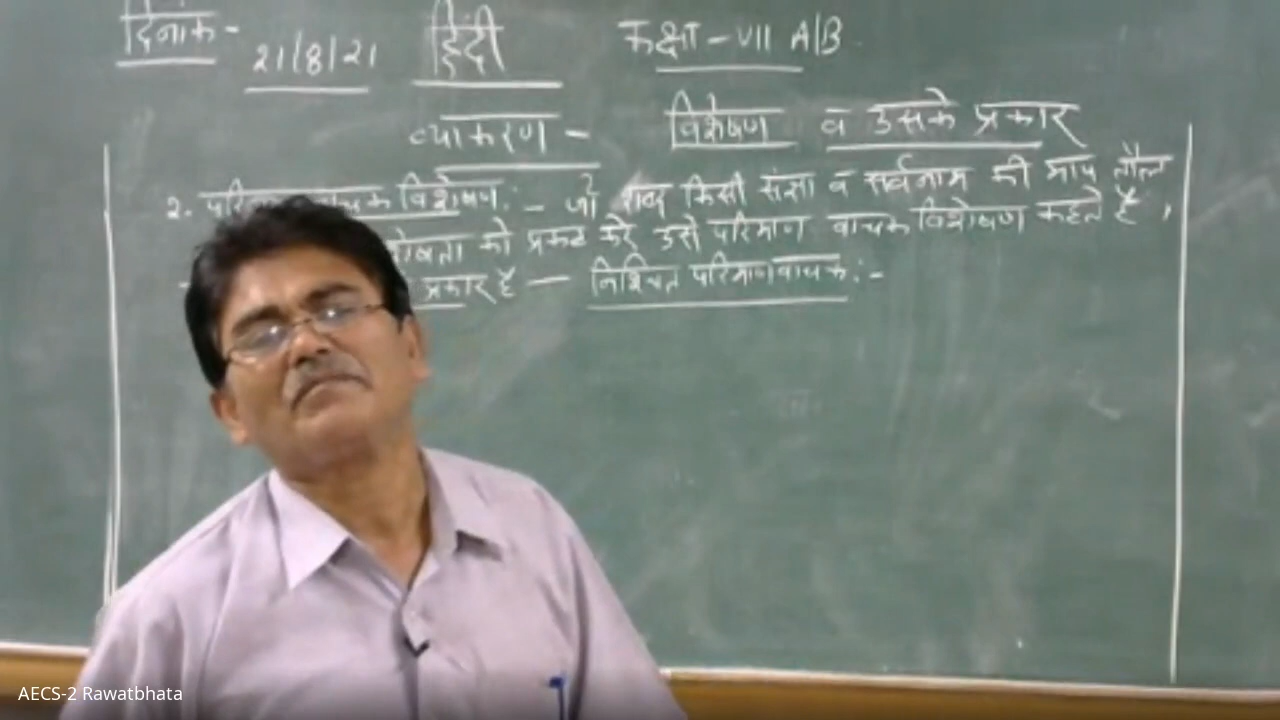 दिनांक- 21/8/21 हिंदी कक्षा - VII A|B
व्याकरण - विशेषण व उसके प्रकार
2. वाचक विशेषण:- जो शब्द किसी संज्ञा व सर्वनाम की माप तौल
को प्रकट करे उसे परिमाण वाचक विशेषण कहते हैं,
प्रकार है - निश्चित परिमाणवाचक:-
AECS-2 Rawatbhata